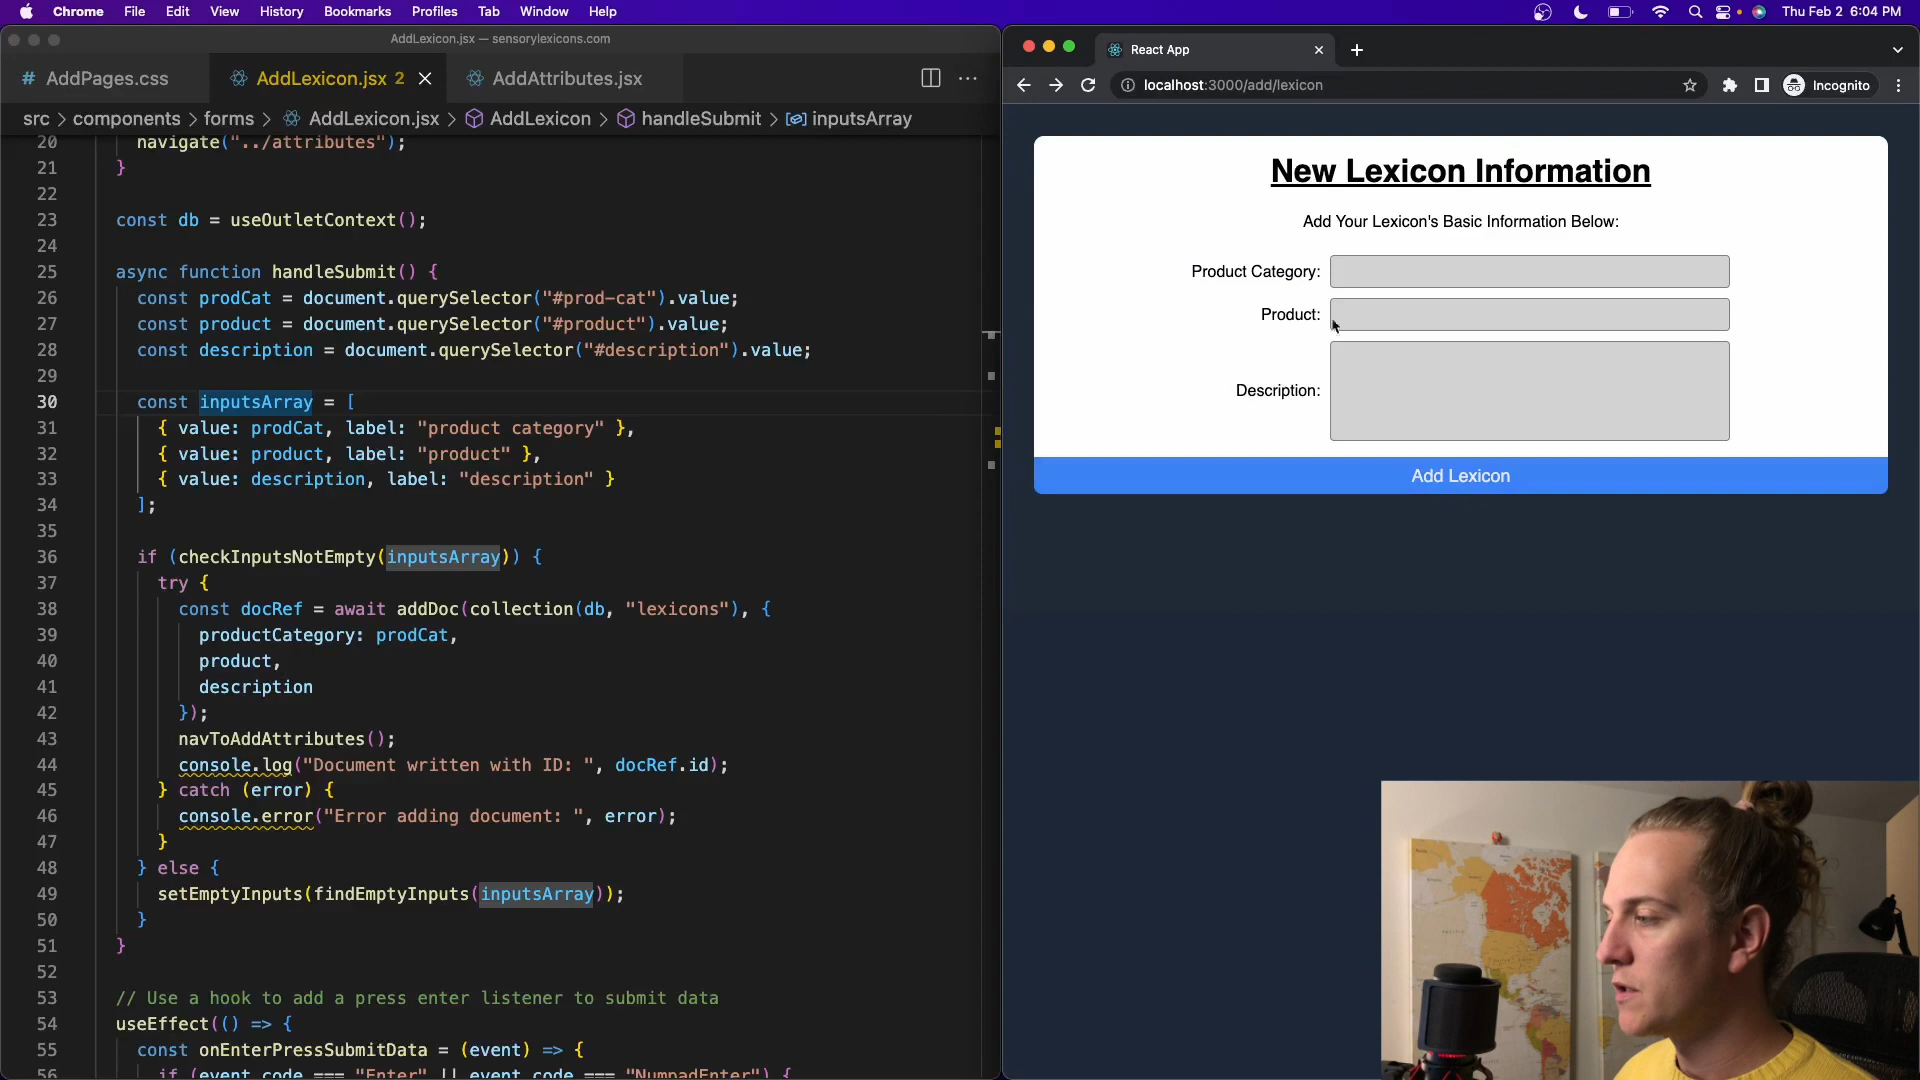 Chrome File Edit View History Bookmarks Profiles Tab Window Help
Thu Feb 2 6:04 PM
AddLexicon.jsx — sensorylexicons.com
# AddPages.css
AddLexicon.jsx 2
AddAttributes.jsx
src > components > forms > AddLexicon.jsx > AddLexicon > handleSubmit > inputsArray
20 navigate("../attributes");
21 }
22
23 const db = useOutletContext();
24
25 async function handleSubmit() {
26 const prodCat = document.querySelector("#prod-cat").value;
27 const product = document.querySelector("#product").value;
28 const description = document.querySelector("#description").value;
29
30 const inputsArray = [
31 { value: prodCat, label: "product category" },
32 { value: product, label: "product" },
33 { value: description, label: "description" }
34 ];
35
36 if (checkInputsNotEmpty(inputsArray)) {
37 try {
38 const docRef = await addDoc(collection(db, "lexicons"), {
39 productCategory: prodCat,
40 product,
41 description
42 });
43 navToAddAttributes();
44 console.log("Document written with ID: ", docRef.id);
45 } catch (error) {
46 console.error("Error adding document: ", error);
47 }
48 } else {
49 setEmptyInputs(findEmptyInputs(inputsArray));
50 }
51 }
52
53 // Use a hook to add a press enter listener to submit data
54 useEffect(() => {
55 const onEnterPressSubmitData = (event) => {
56 if (event.code === "Enter" || event.code === "NumpadEnter") {
React App
localhost:3000/add/lexicon
Incognito
New Lexicon Information
Add Your Lexicon's Basic Information Below:
Product Category:
Product:
Description:
Add Lexicon